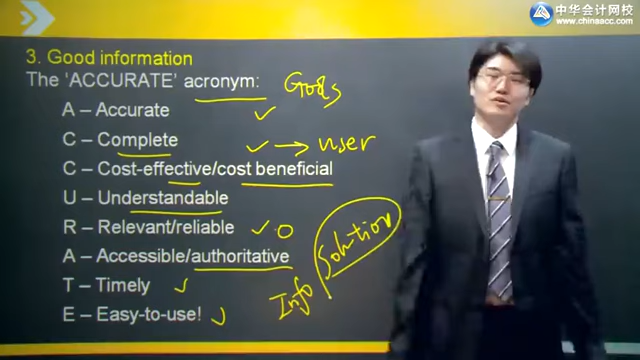 中华会计网校
www.chinaacc.com
3. Good information
The 'ACCURATE' acronym:
A – Accurate
C – Complete
user
C – Cost-effective/cost beneficial
U – Understandable
R – Relevant/reliable
A – Accessible/authoritative
Solution
T – Timely
Info
E – Easy-to-use!